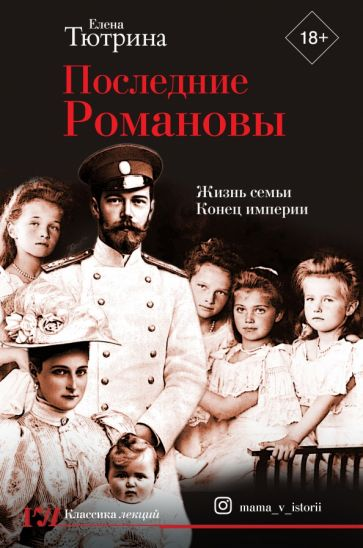 Елена
Тютрина
18+
Последние
Романовы
Жизнь семьи
Конец империи
Классика лекций
mama_v_istorii